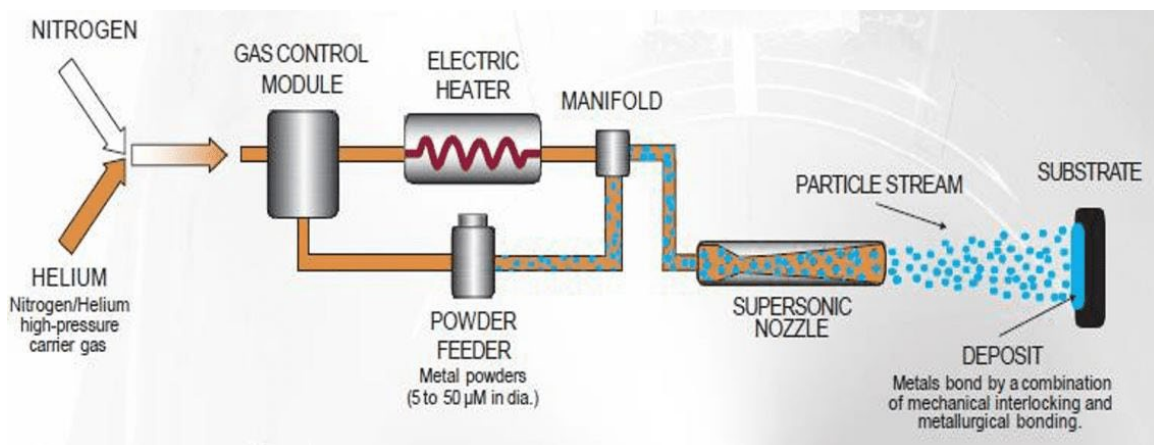 NITROGEN
GAS CONTROL
MODULE
ELECTRIC
HEATER
MANIFOLD
SUBSTRATE
PARTICLE STREAM
HELIUM
Nitrogen/Helium
high-pressure
carrier gas
POWDER
FEEDER
Metal powders
(5 to 50 µM in dia.)
SUPERSONIC
NOZZLE
DEPOSIT
Metals bond by a combination
of mechanical interlocking and
metallurgical bonding.